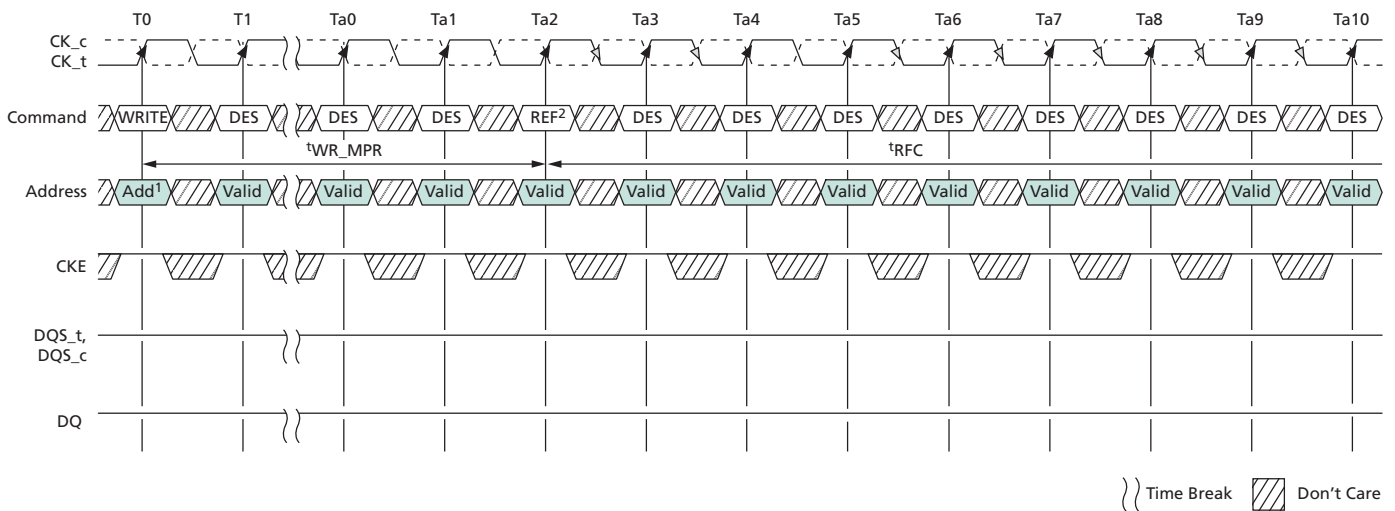 T0 T1 Ta0 Ta1 Ta2 Ta3 Ta4 Ta5 Ta6 Ta7 Ta8 Ta9 Ta10
CK_c
CK_t
Command WRITE DES DES DES REF² DES DES DES DES DES DES DES DES
ᵗWR_MPR ᵗRFC
Address Add¹ Valid Valid Valid Valid Valid Valid Valid Valid Valid Valid Valid Valid
CKE
DQS_t,
DQS_c
DQ
Time Break Don't Care